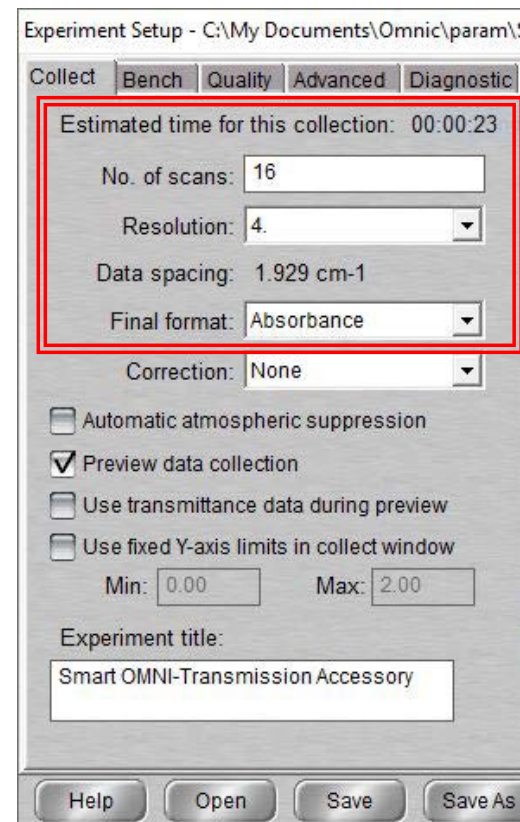 Experiment Setup - C:\My Documents\Omnic\param\
Collect Bench Quality Advanced Diagnostic
Estimated time for this collection: 00:00:23
No. of scans: 16
Resolution: 4.
Data spacing: 1.929 cm-1
Final format: Absorbance
Correction: None
Automatic atmospheric suppression
Preview data collection
Use transmittance data during preview
Use fixed Y-axis limits in collect window
Min: 0.00 Max: 2.00
Experiment title:
Smart OMNI-Transmission Accessory
Help Open Save Save As